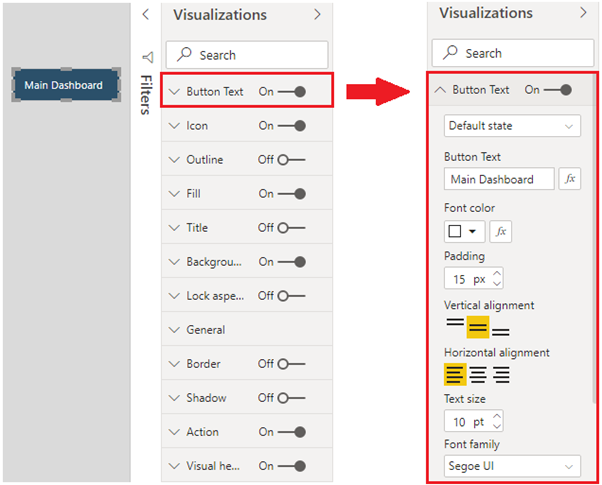 Main Dashboard
Filters
Visualizations
Search
Button Text On
Icon On
Outline Off
Fill On
Title Off
Backgrou... On
Lock aspe... Off
General
Border Off
Shadow Off
Action On
Visual he... On
Visualizations
Search
Button Text On
Default state
Button Text
Main Dashboard fx
Font color
fx
Padding
15 px
Vertical alignment
Horizontal alignment
Text size
10 pt
Font family
Segoe UI